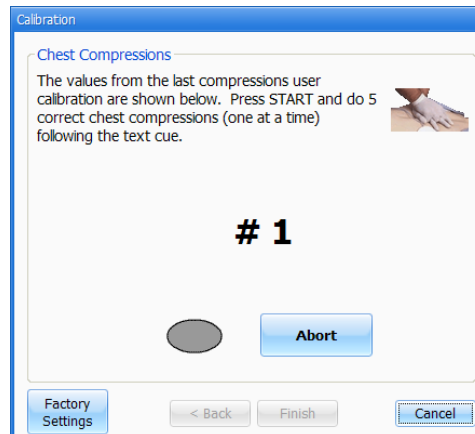 Calibration
Chest Compressions
The values from the last compressions user
calibration are shown below. Press START and do 5
correct chest compressions (one at a time)
following the text cue.
# 1
Abort
Factory
Settings
< Back
Finish
Cancel